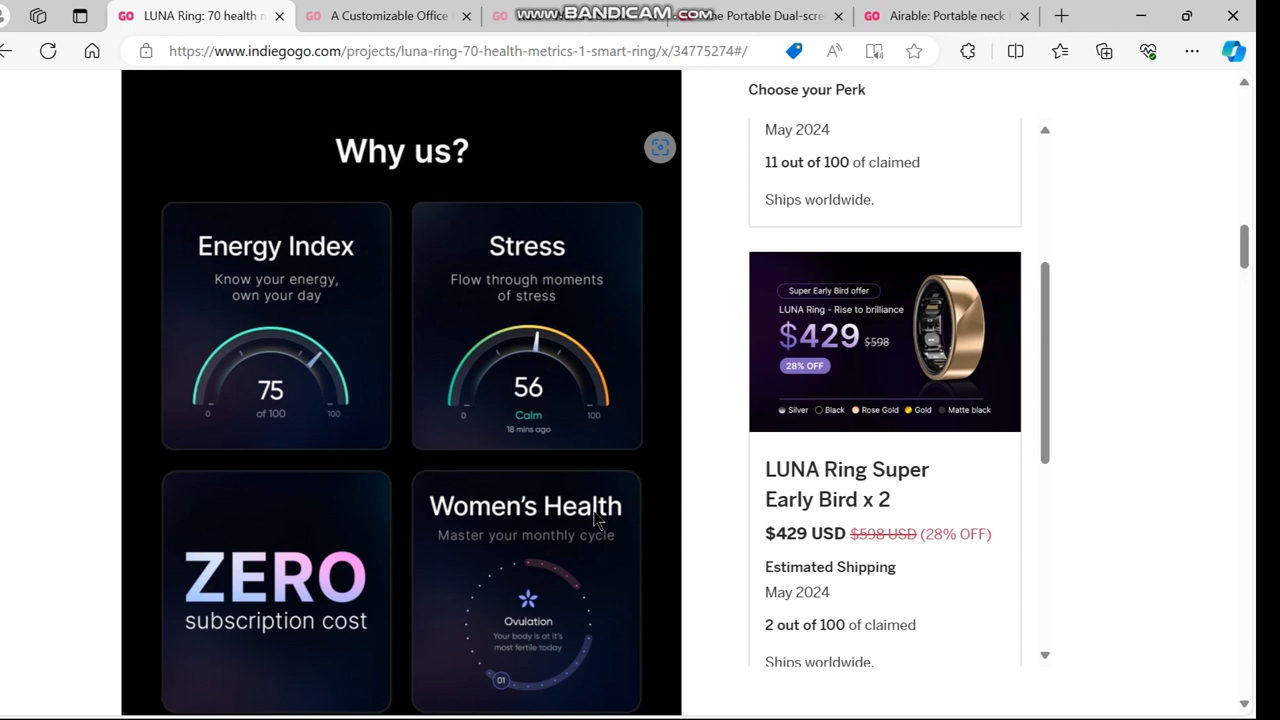 LUNA Ring: 70 health n
A Customizable Office
www.BANDICAM.com
he Portable Dual-scre
Airable: Portable neck
https://www.indiegogo.com/projects/luna-ring-70-health-metrics-1-smart-ring/x/34775274#/
Why us?
Energy Index
Know your energy,
own your day
75
0
of 100
100
Stress
Flow through moments
of stress
56
0
Calm
100
18 mins ago
ZERO
subscription cost
Women's Health
Master your monthly cycle
Ovulation
Your body is at it's
most fertile today
01
Choose your Perk
May 2024
11 out of 100 of claimed
Ships worldwide.
Super Early Bird offer
LUNA Ring - Rise to brilliance
$429 $598
28% OFF
Silver Black Rose Gold Gold Matte black
LUNA Ring Super
Early Bird x 2
$429 USD $598 USD (28% OFF)
Estimated Shipping
May 2024
2 out of 100 of claimed
Ships worldwide.